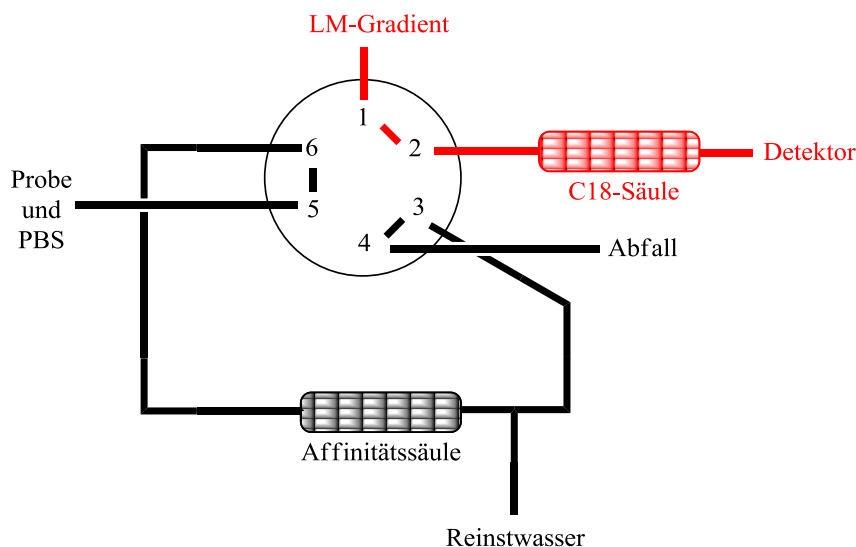 LM-Gradient
1
6
2
Detektor
Probe
und
PBS
C18-Säule
5
3
4
Abfall
Affinitätssäule
Reinstwasser